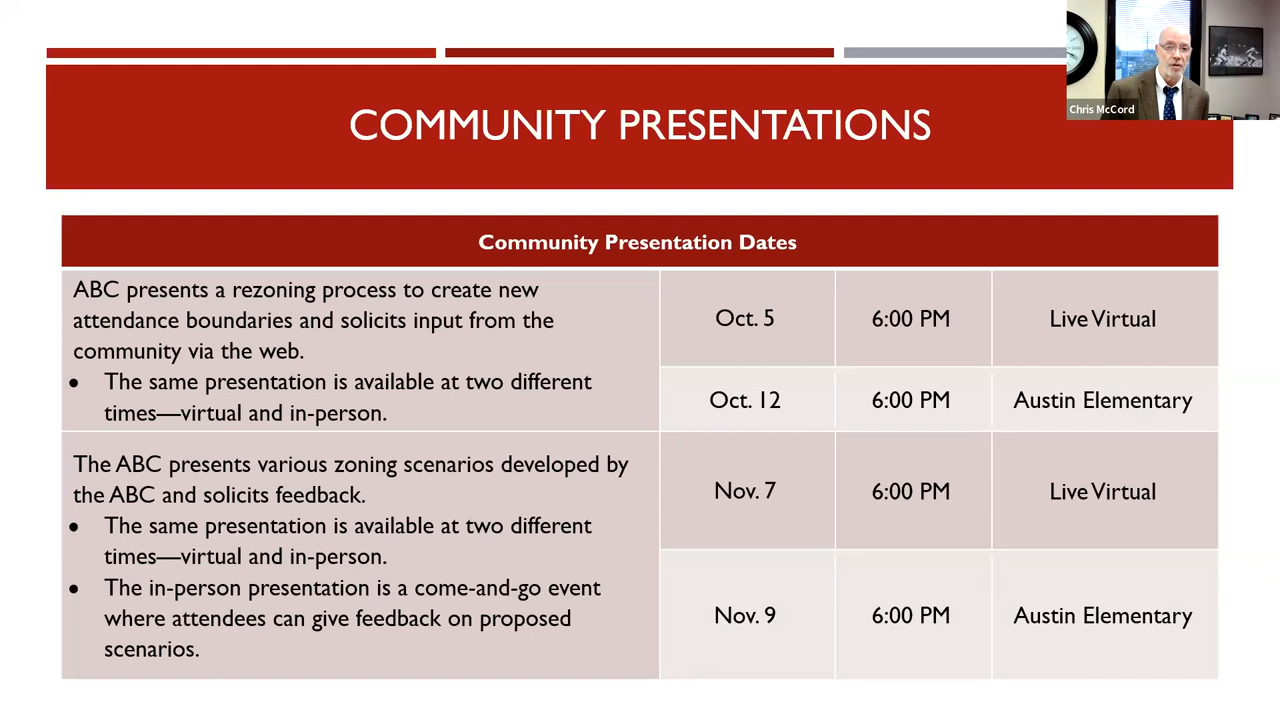 Chris McCord
COMMUNITY PRESENTATIONS
Community Presentation Dates
ABC presents a rezoning process to create new
attendance boundaries and solicits input from the
community via the web.
• The same presentation is available at two different
times—virtual and in-person.
Oct. 5 6:00 PM Live Virtual
Oct. 12 6:00 PM Austin Elementary
The ABC presents various zoning scenarios developed by
the ABC and solicits feedback.
• The same presentation is available at two different
times—virtual and in-person.
• The in-person presentation is a come-and-go event
where attendees can give feedback on proposed
scenarios.
Nov. 7 6:00 PM Live Virtual
Nov. 9 6:00 PM Austin Elementary